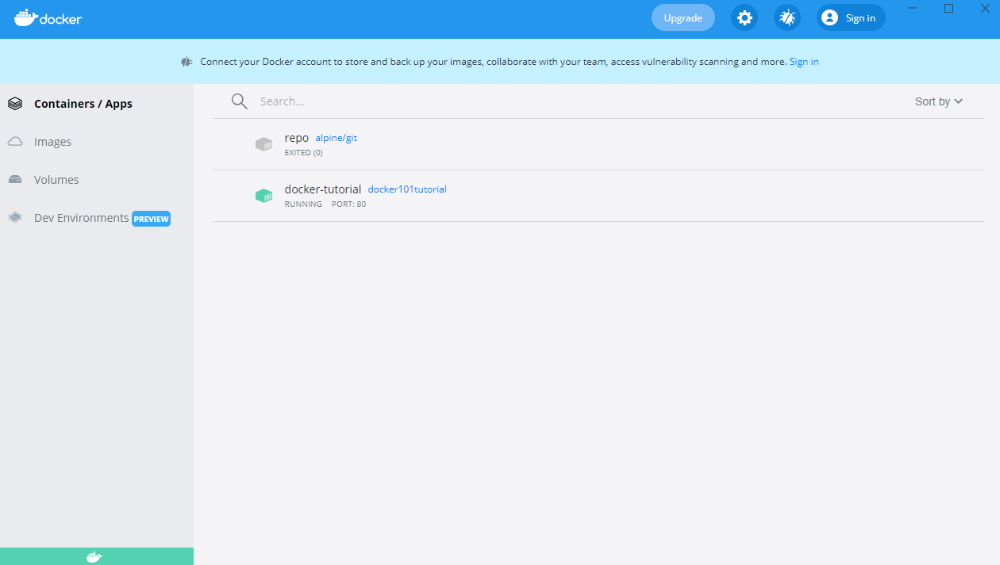 docker
Upgrade
Sign in
Connect your Docker account to store and back up your images, collaborate with your team, access vulnerability scanning and more. Sign in
Containers / Apps
Images
Volumes
Dev Environments PREVIEW
Search...
Sort by
repo alpine/git
EXITED (0)
docker-tutorial docker101tutorial
RUNNING PORT: 80